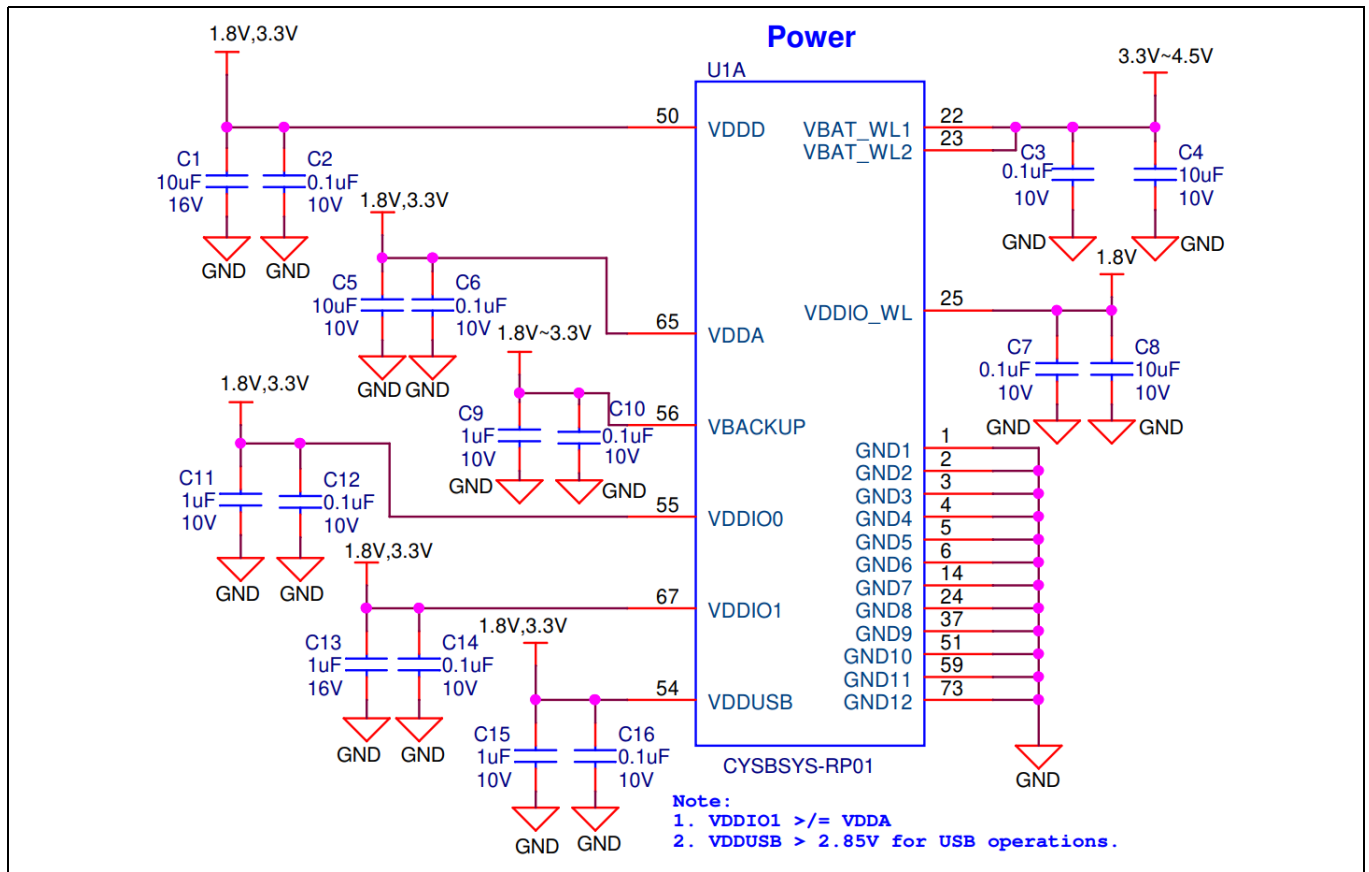 Power
1.8V,3.3V
U1A
3.3V~4.5V
50
VDDD
VBAT_WL1
22
VBAT_WL2
23
C1
10uF
16V
C2
0.1uF
10V
C3
0.1uF
10V
C4
10uF
10V
GND
GND
GND
GND
1.8V,3.3V
C5
10uF
10V
C6
0.1uF
10V
65
VDDA
GND
GND
1.8V
VDDIO_WL
25
C7
0.1uF
10V
C8
10uF
10V
GND
GND
1.8V~3.3V
C9
1uF
10V
C10
0.1uF
10V
56
VBACKUP
GND
GND
1.8V,3.3V
C11
1uF
10V
C12
0.1uF
10V
55
VDDIO0
GND
GND
1.8V,3.3V
C13
1uF
16V
C14
0.1uF
10V
67
VDDIO1
GND
GND
1.8V,3.3V
C15
1uF
10V
C16
0.1uF
10V
54
VDDUSB
GND
GND
GND1
1
GND2
2
GND3
3
GND4
4
GND5
5
GND6
6
GND7
14
GND8
24
GND9
37
GND10
51
GND11
59
GND12
73
GND
CYSBSYS-RP01
Note:
1. VDDIO1 >/= VDDA
2. VDDUSB > 2.85V for USB operations.